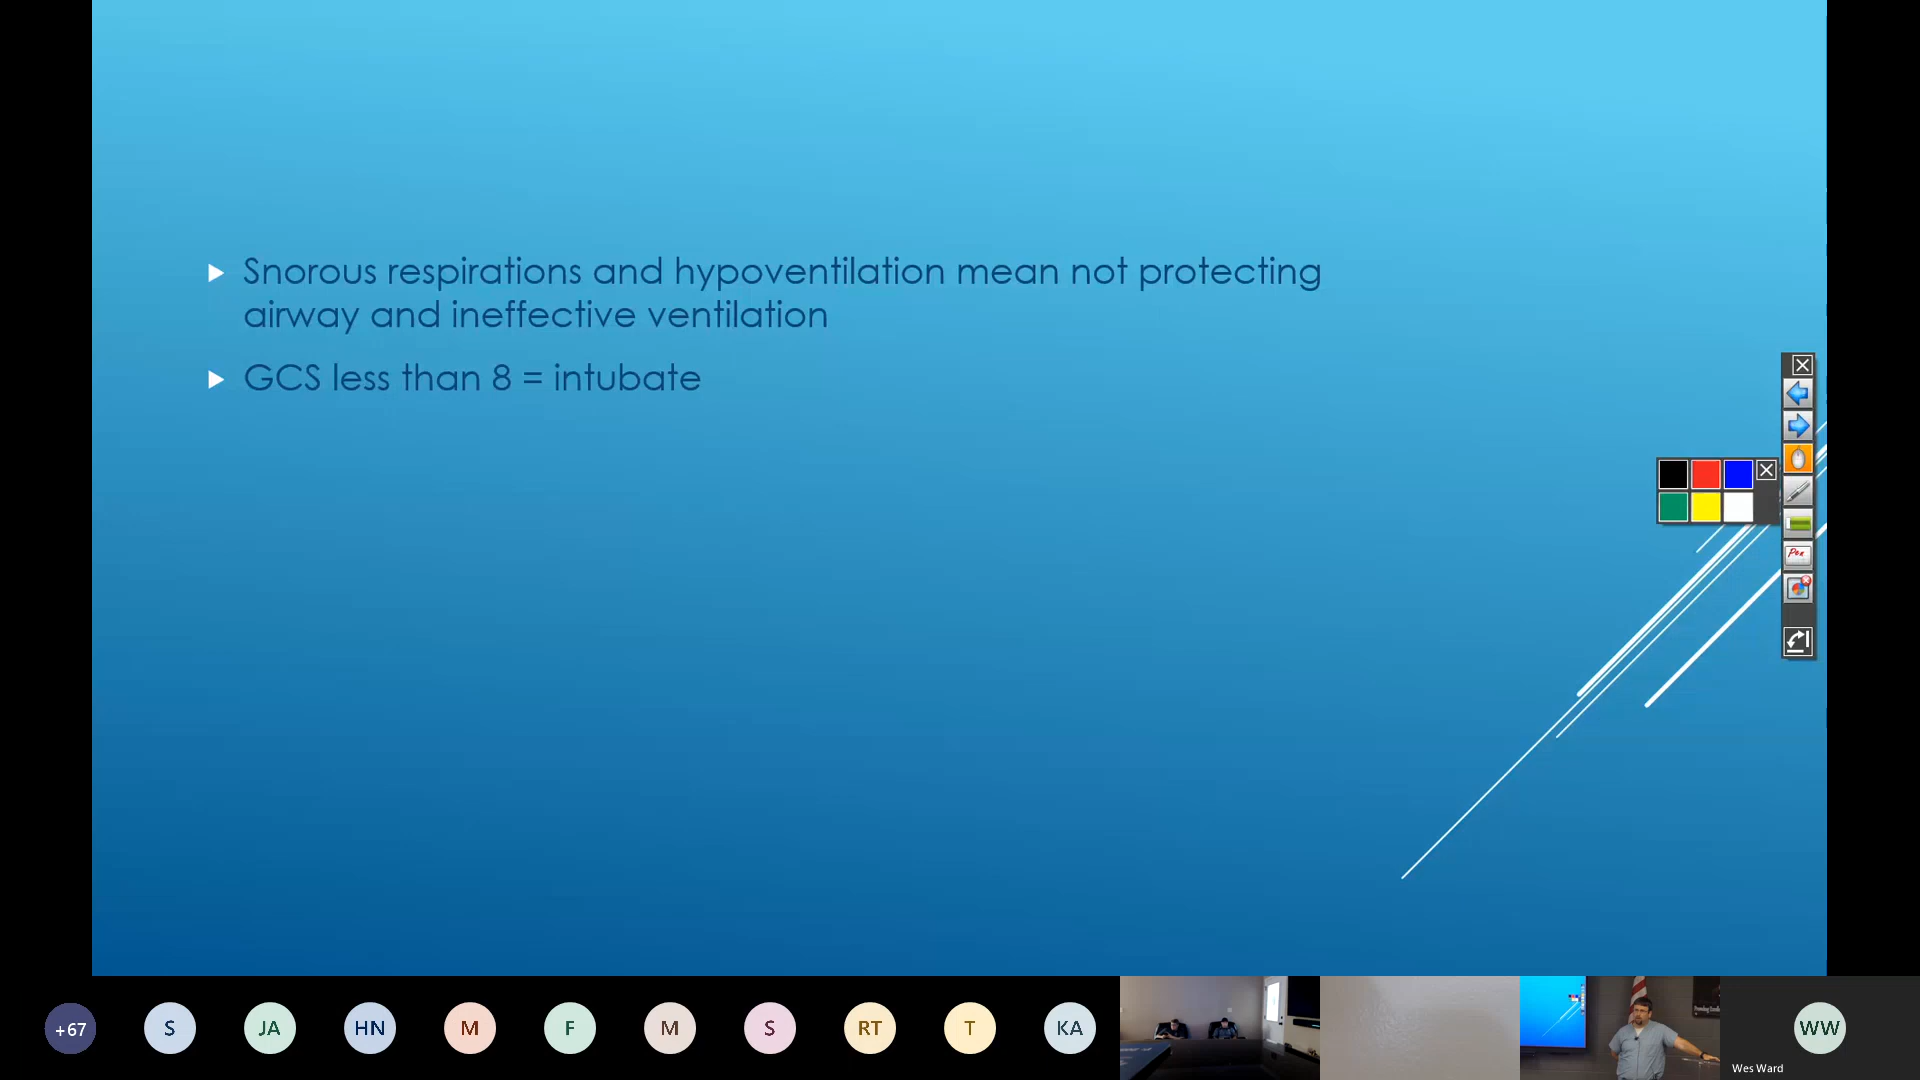 Snorous respirations and hypoventilation mean not protecting
airway and ineffective ventilation
GCS less than 8 = intubate
Pen
+67
S
JA
HN
M
F
M
S
RT
T
KA
WW
Wes Ward